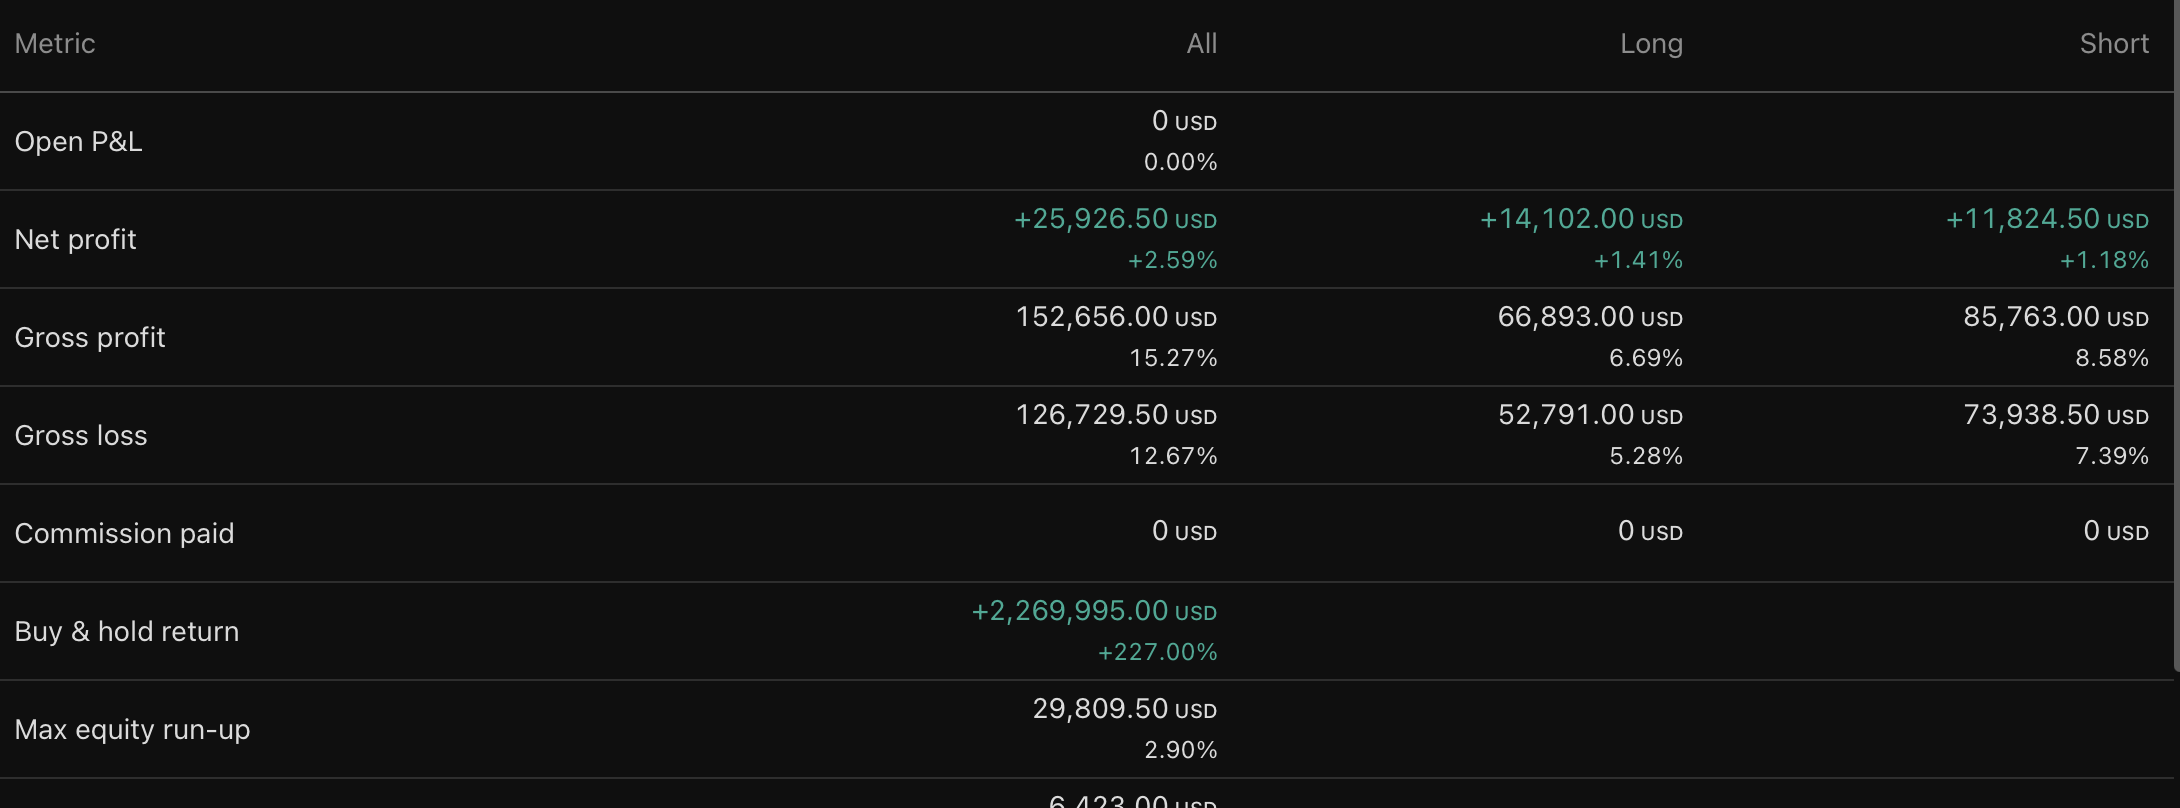 Metric All Long Short
Open P&L
0 USD
0.00%
Net profit
+25,926.50 USD +14,102.00 USD +11,824.50 USD
+2.59% +1.41% +1.18%
Gross profit
152,656.00 USD 66,893.00 USD 85,763.00 USD
15.27% 6.69% 8.58%
Gross loss
126,729.50 USD 52,791.00 USD 73,938.50 USD
12.67% 5.28% 7.39%
Commission paid 0 USD 0 USD 0 USD
Buy & hold return
+2,269,995.00 USD
+227.00%
Max equity run-up
29,809.50 USD
2.90%
6,423.00 USD